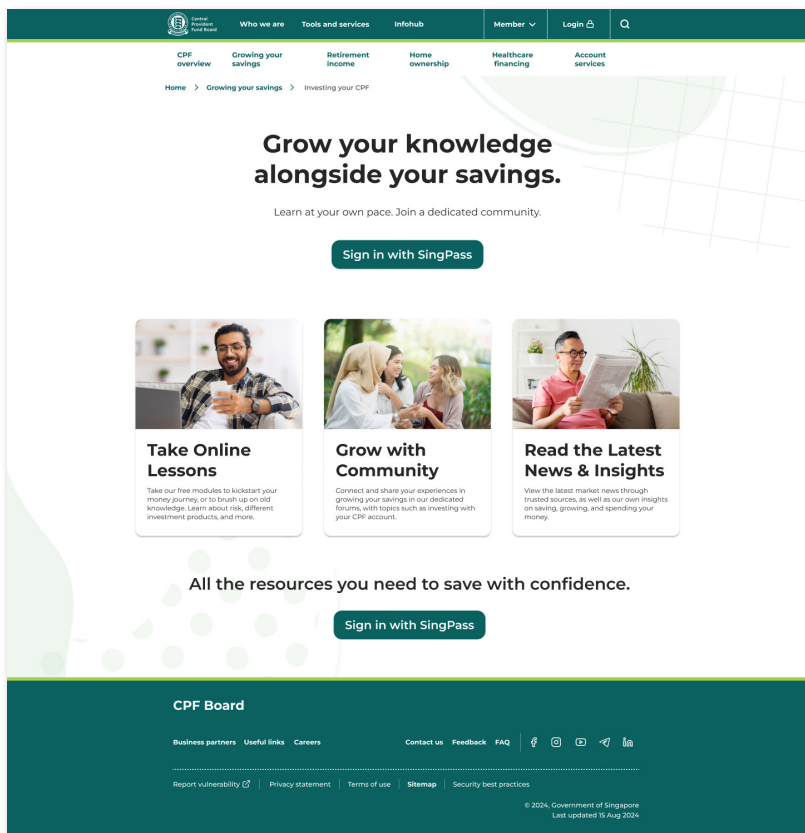 Central
Provident
Fund Board
Who we are Tools and services Infohub Member Login
CPF overview Growing your savings Retirement income Home ownership Healthcare financing Account services
Home > Growing your savings > Investing your CPF
Grow your knowledge
alongside your savings.
Learn at your own pace. Join a dedicated community.
Sign in with SingPass
Take Online
Lessons
Take our free modules to kickstart your
money journey, or to brush up on old
knowledge. Learn about risk, different
investment products, and more.
Grow with
Community
Connect and share your experiences in
growing your savings in our dedicated
forums, with topics such as investing with
your CPF account.
Read the Latest
News & Insights
View the latest market news through
trusted sources, as well as our own insights
on saving, growing, and spending your
money.
All the resources you need to save with confidence.
Sign in with SingPass
CPF Board
Business partners Useful links Careers Contact us Feedback FAQ
Report vulnerability Privacy statement Terms of use Sitemap Security best practices
© 2024, Government of Singapore
Last updated 15 Aug 2024